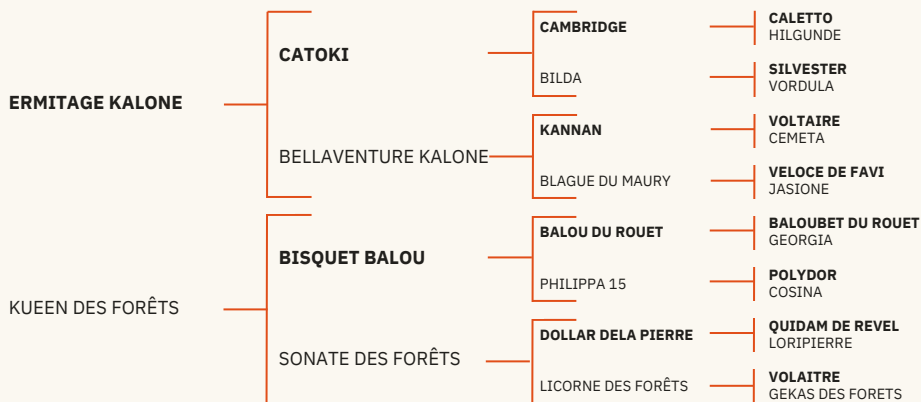 CALETTO
CAMBRIDGE
HILGUNDE
CATOKI
SILVESTER
BILDA
VORDULA
ERMITAGE KALONE
VOLTAIRE
KANNAN
CEMETA
BELLAVENTURE KALONE
VELOCE DE FAVI
BLAGUE DU MAURY
JASIONE
BALOUBET DU ROUET
BALOU DU ROUET
GEORGIA
BISQUET BALOU
POLYDOR
PHILIPPA 15
COSINA
KUEEN DES FORÊTS
QUIDAM DE REVEL
DOLLAR DELA PIERRE
LORIPIERRE
SONATE DES FORÊTS
VOLAITRE
LICORNE DES FORÊTS
GEKAS DES FORETS